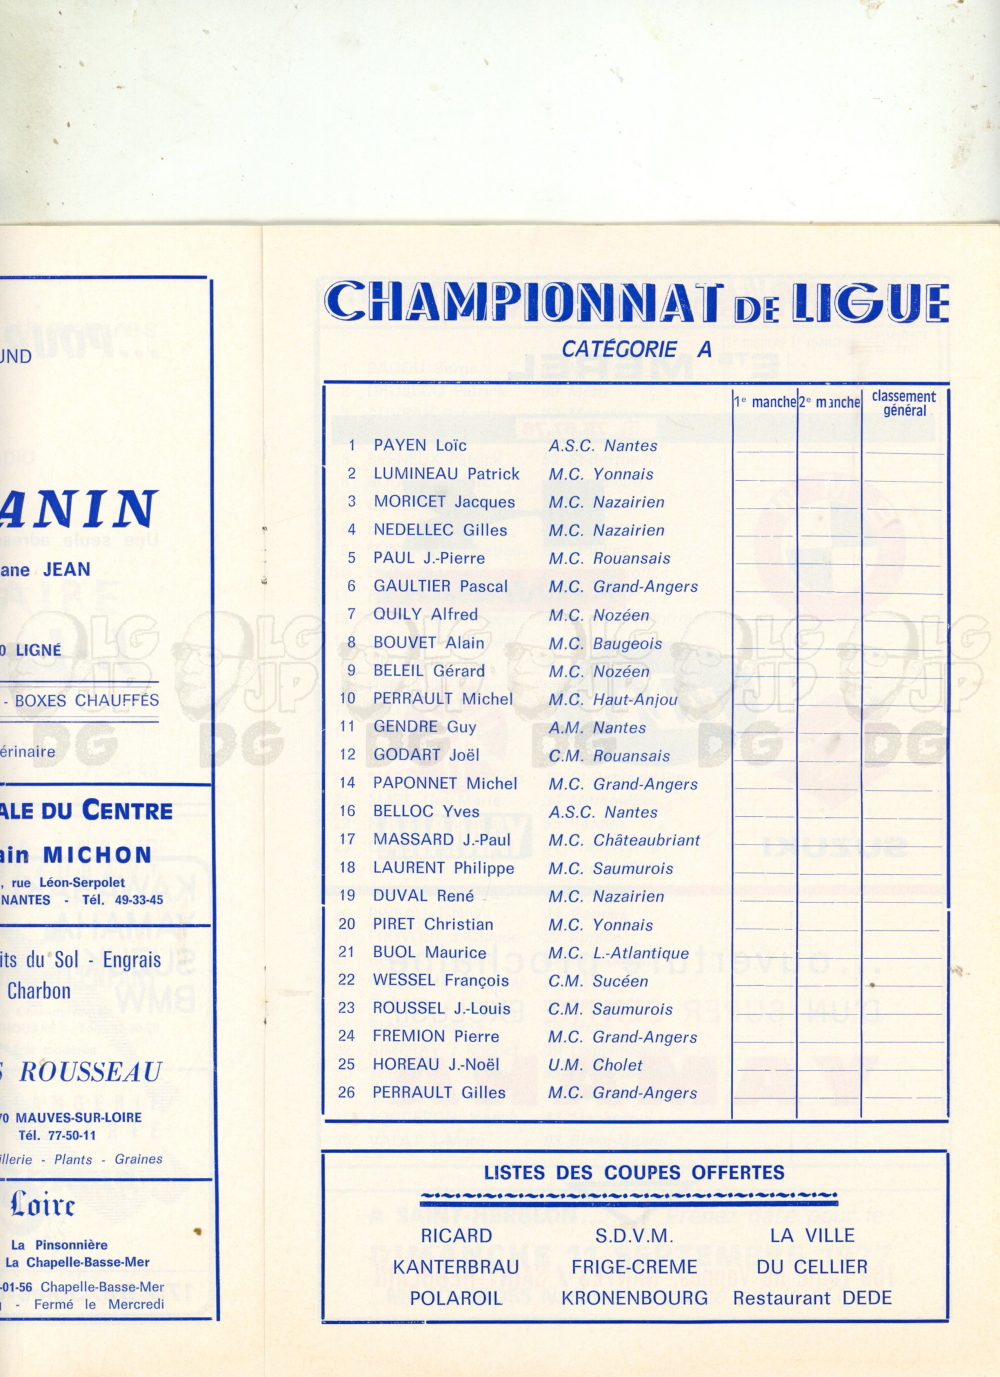 UND
ANIN
ane JEAN
0 LIGNÉ
- BOXES CHAUFFÉS
érinaire
ALE DU CENTRE
ain MICHON
, rue Léon-Serpolet
NANTES - Tél. 49-33-45
its du Sol - Engrais
Charbon
S ROUSSEAU
70 MAUVES-SUR-LOIRE
Tél. 77-50-11
illerie - Plants - Graines
Loire
La Pinsonnière
La Chapelle-Basse-Mer
-01-56 Chapelle-Basse-Mer
- Fermé le Mercredi
CHAMPIONNAT DE LIGUE
CATÉGORIE A
1e manche 2e manche classement général
1 PAYEN Loïc A.S.C. Nantes
2 LUMINEAU Patrick M.C. Yonnais
3 MORICET Jacques M.C. Nazairien
4 NEDELLEC Gilles M.C. Nazairien
5 PAUL J.-Pierre M.C. Rouansais
6 GAULTIER Pascal M.C. Grand-Angers
7 QUILY Alfred M.C. Nozéen
8 BOUVET Alain M.C. Baugeois
9 BELEIL Gérard M.C. Nozéen
10 PERRAULT Michel M.C. Haut-Anjou
11 GENDRE Guy A.M. Nantes
12 GODART Joël C.M. Rouansais
14 PAPONNET Michel M.C. Grand-Angers
16 BELLOC Yves A.S.C. Nantes
17 MASSARD J.-Paul M.C. Châteaubriant
18 LAURENT Philippe M.C. Saumurois
19 DUVAL René M.C. Nazairien
20 PIRET Christian M.C. Yonnais
21 BUOL Maurice M.C. L-Atlantique
22 WESSEL François C.M. Sucéen
23 ROUSSEL J.-Louis C.M. Saumurois
24 FREMION Pierre M.C. Grand-Angers
25 HOREAU J.-Noël U.M. Cholet
26 PERRAULT Gilles M.C. Grand-Angers
LISTES DES COUPES OFFERTES
RICARD S.D.V.M. LA VILLE
KANTERBRAU FRIGE-CREME DU CELLIER
POLAROIL KRONENBOURG Restaurant DEDE
LG JP DG